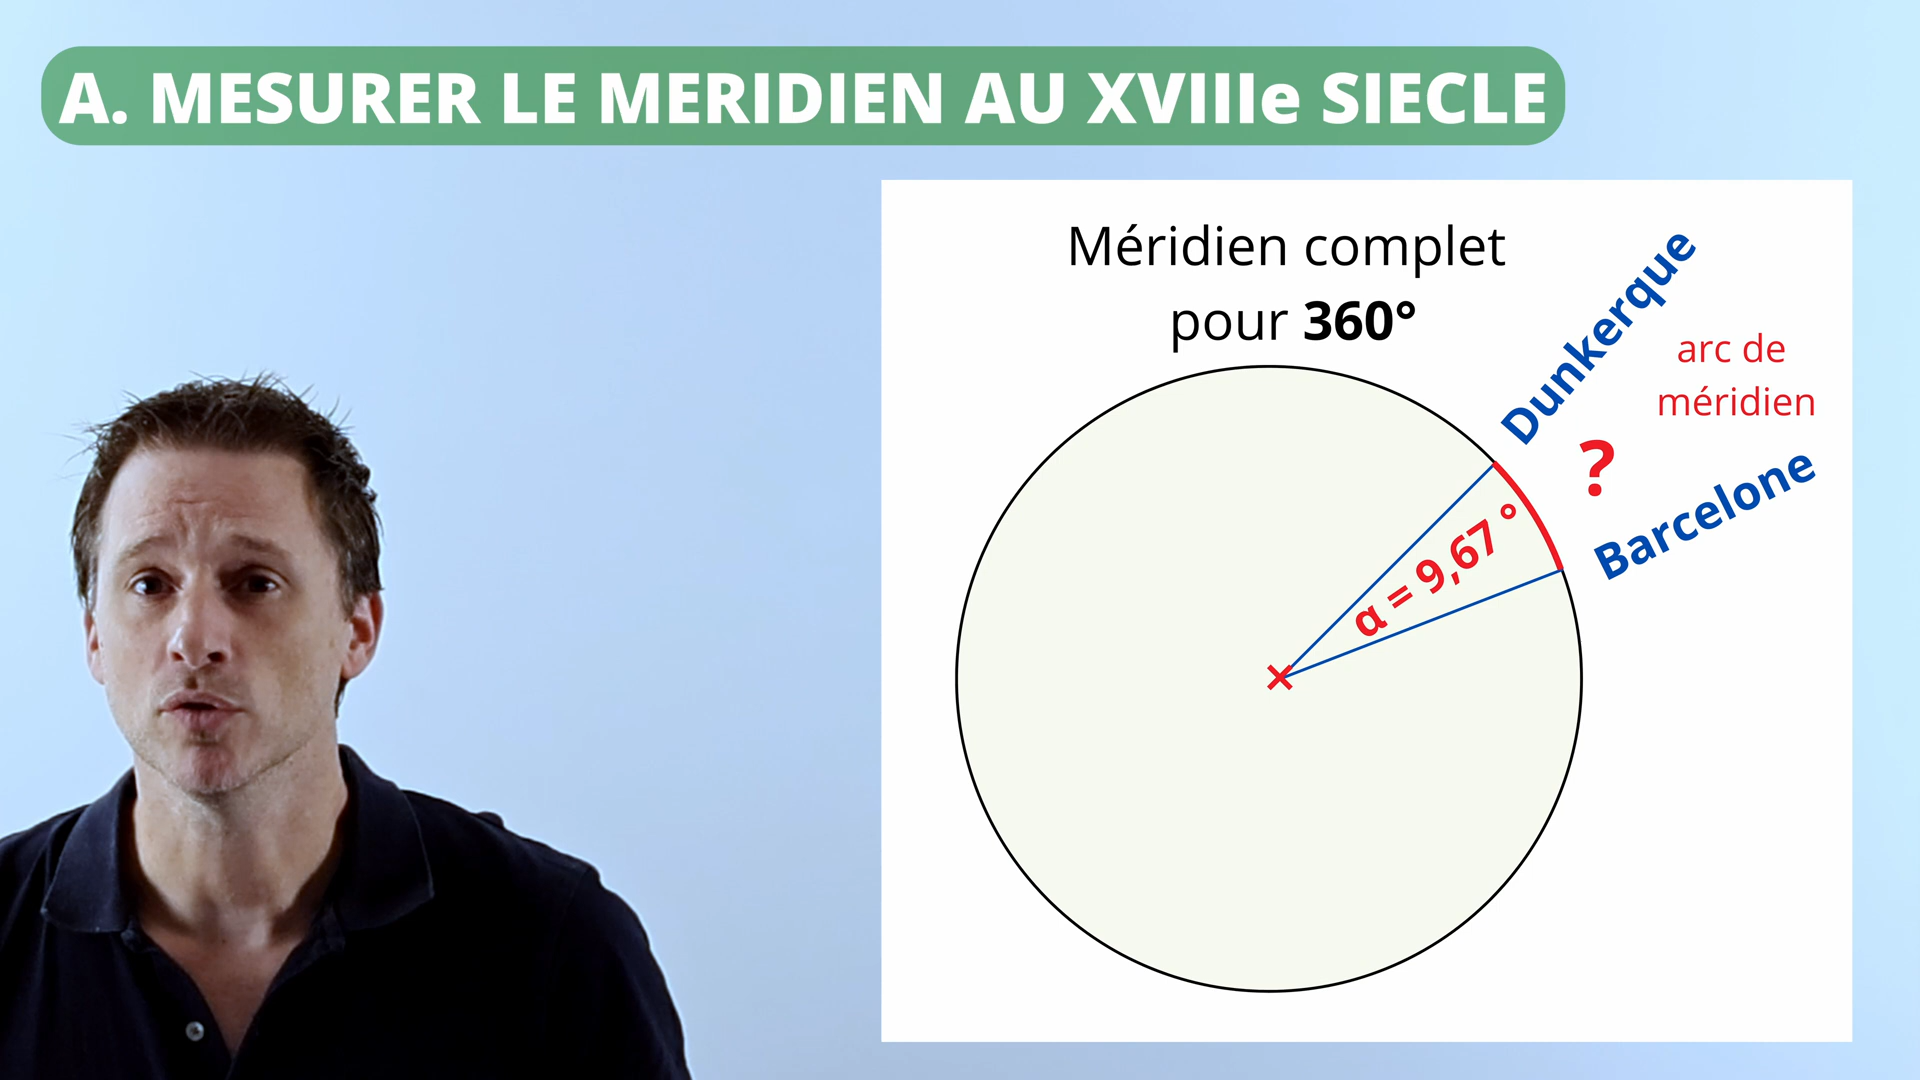 A. MESURER LE MERIDIEN AU XVIIIe SIECLE
Méridien complet
pour 360°
Dunkerque
arc de
méridien
?
Barcelone
α = 9,67 °